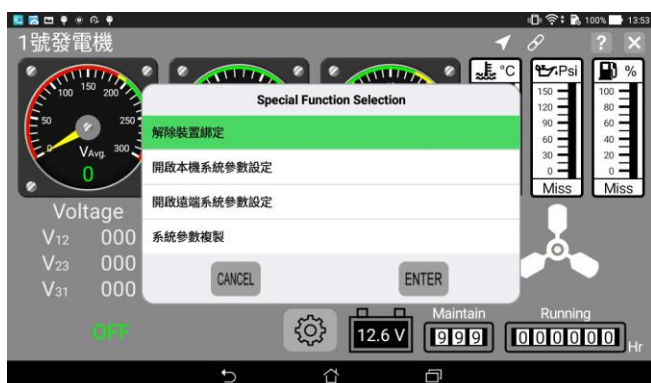 100% 13:53
1號發電機
? ×
°C Psi %
50 100 150 200 250 300
VAvg.
0
150 100
120 80
90 60
60 40
30 20
0 0
Miss Miss
Special Function Selection
解除裝置綁定
開啟本機系統參數設定
開啟遠端系統參數設定
系統參數複製
CANCEL ENTER
Voltage
V12 000
V23 000
V31 000
OFF
12.6 V
Maintain
999
Running
000000 Hr